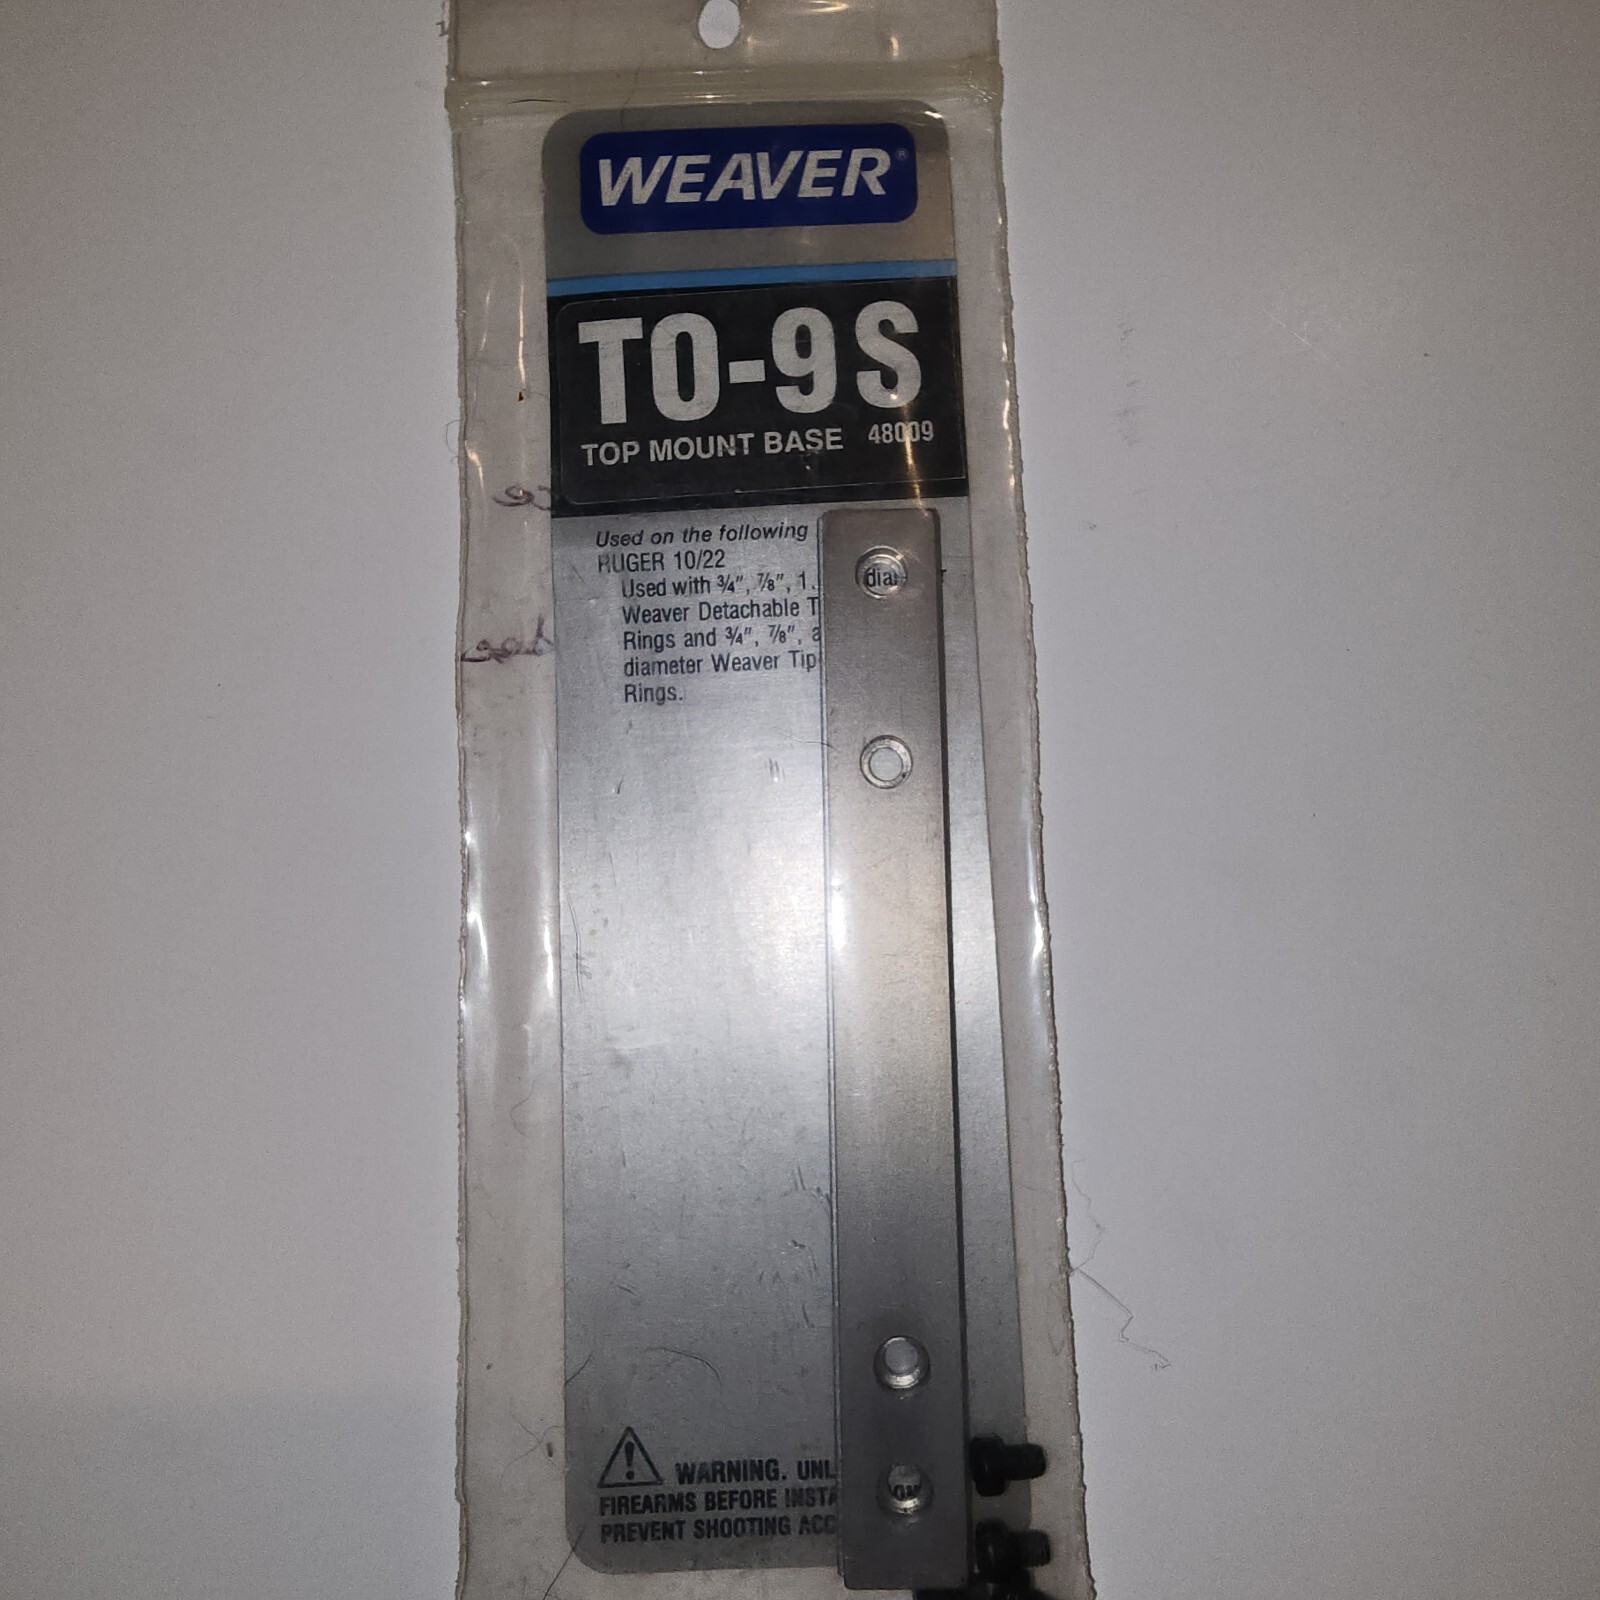 WEAVER®
TO-9 S
TOP MOUNT BASE 48009
Used on the following
RUGER 10/22
Used with ¾", ⅞", 1. dia
Weaver Detachable T
Rings and ¾", ⅞", a
diameter Weaver Tip
Rings.
WARNING. UNL
FIREARMS BEFORE INSTA
PREVENT SHOOTING ACC